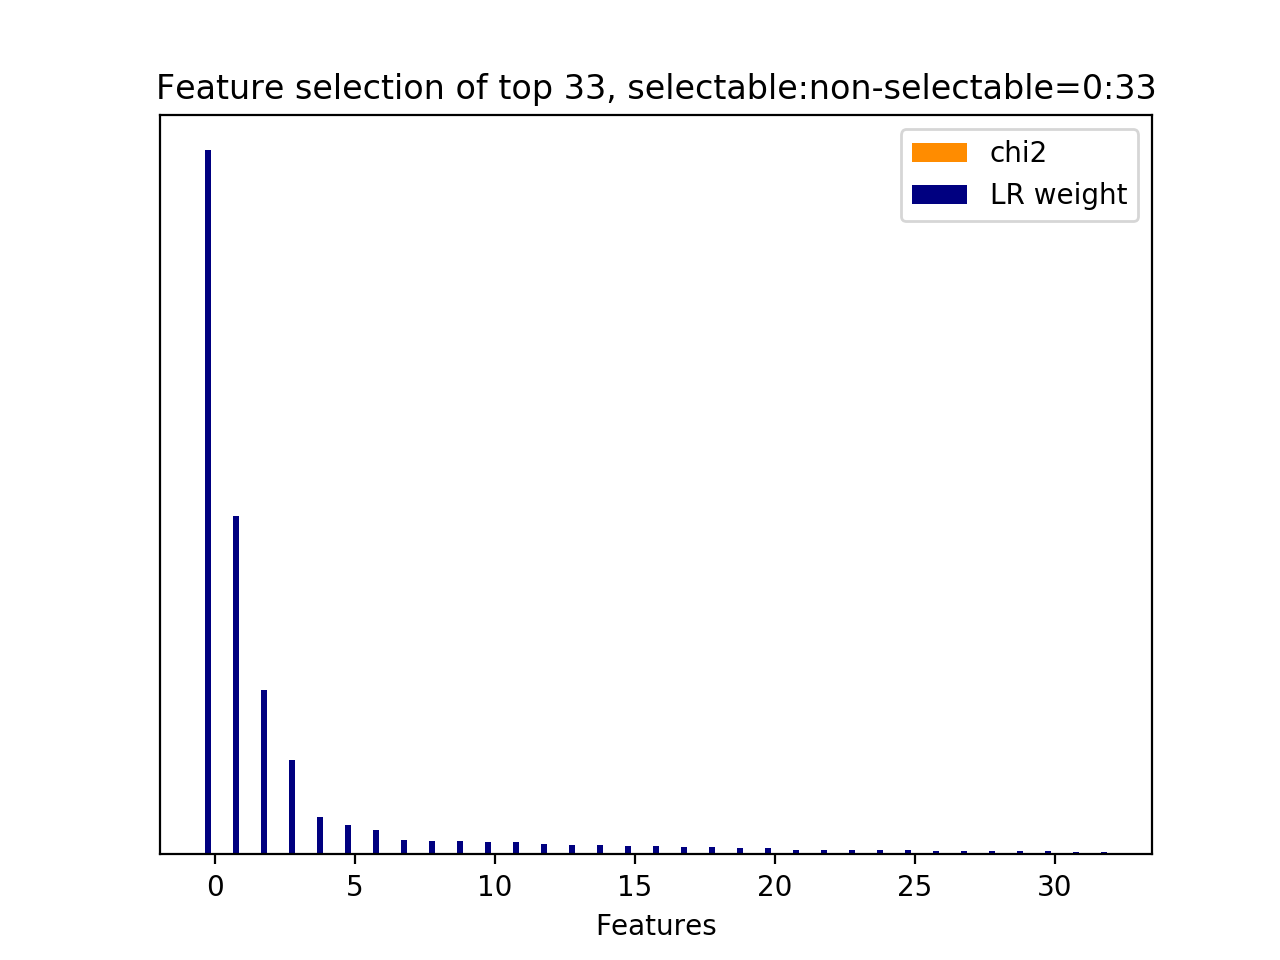 Feature selection of top 33, selectable:non-selectable=0:33
chi2
LR weight
0 5 10 15 20 25 30
Features